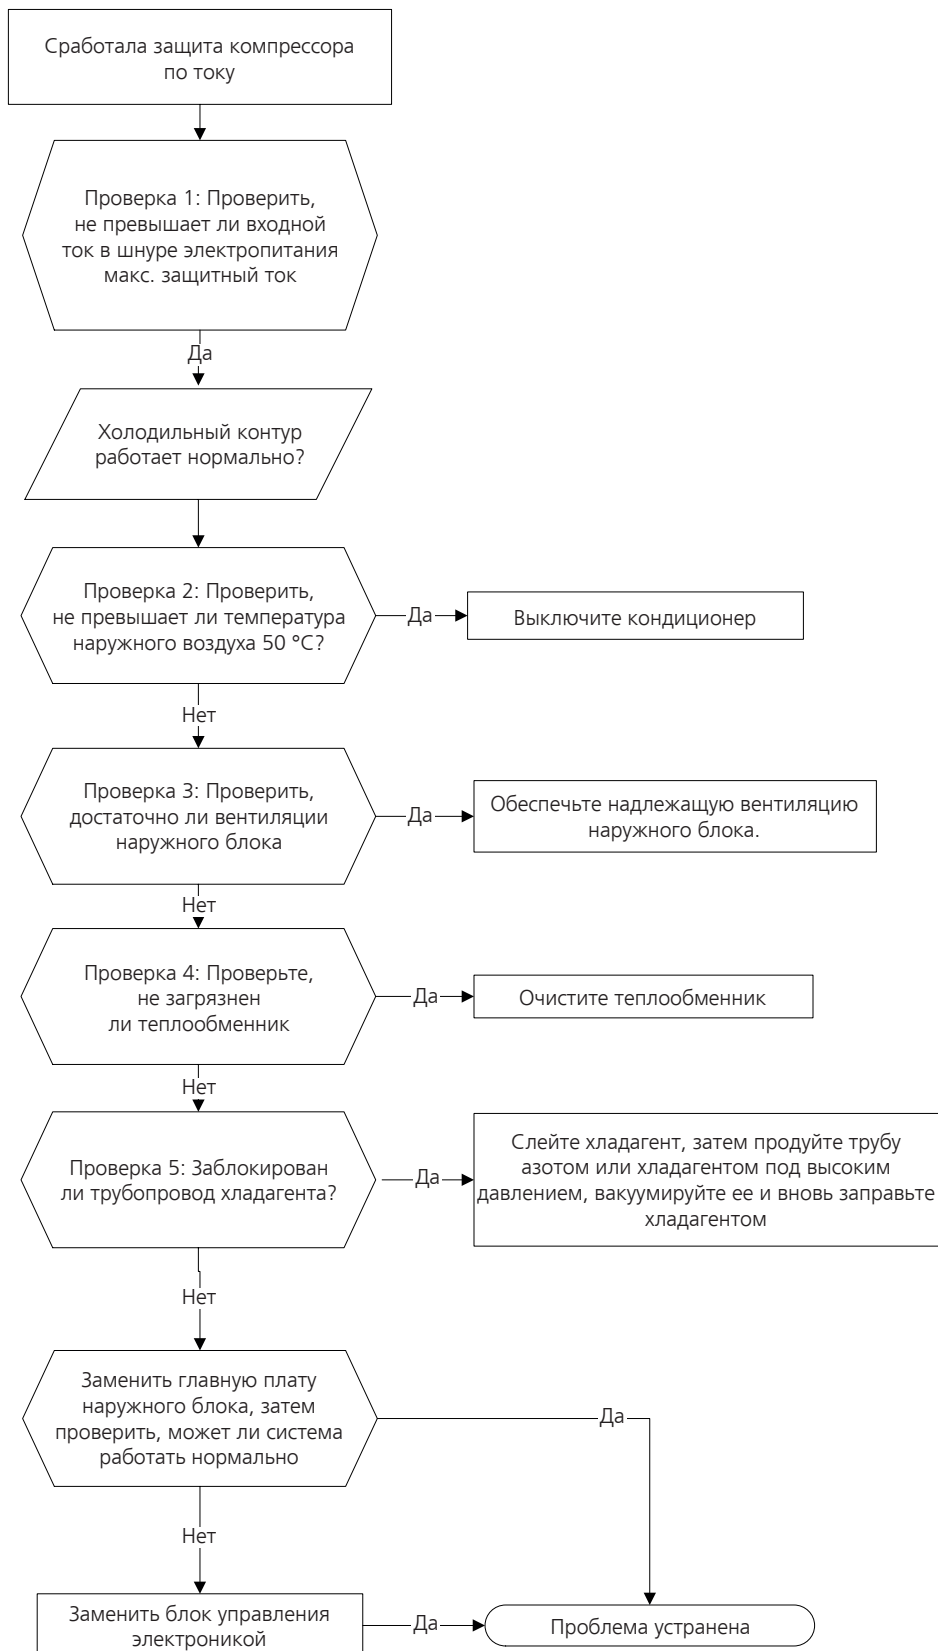 Сработала защита компрессора
по току
Проверка 1: Проверить,
не превышает ли входной
ток в шнуре электропитания
макс. защитный ток
Да
Холодильный контур
работает нормально?
Проверка 2: Проверить,
не превышает ли температура
наружного воздуха 50 °C?
Да
Выключите кондиционер
Нет
Проверка 3: Проверить,
достаточно ли вентиляции
наружного блока
Да
Обеспечьте надлежащую вентиляцию
наружного блока.
Нет
Проверка 4: Проверьте,
не загрязнен
ли теплообменник
Да
Очистите теплообменник
Нет
Проверка 5: Заблокирован
ли трубопровод хладагента?
Да
Слейте хладагент, затем продуйте трубу
азотом или хладагентом под высоким
давлением, вакуумируйте ее и вновь заправьте
хладагентом
Нет
Заменить главную плату
наружного блока, затем
проверить, может ли система
работать нормально
Да
Нет
Заменить блок управления
электроникой
Да
Проблема устранена